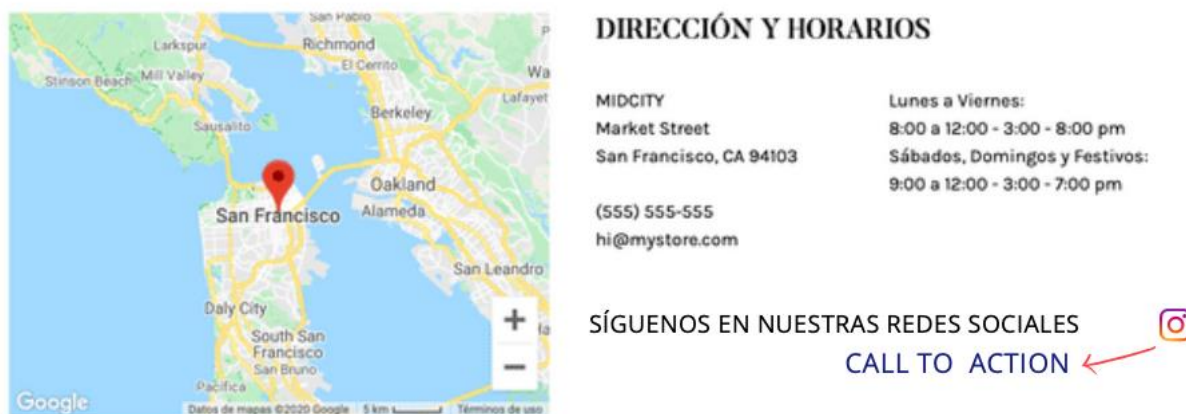 San Pablo
Larkspur
Richmond
El Cerrito
Stinson Beach
Mill Valley
Wa
Lafayet
Berkeley
Sausalito
Oakland
San Francisco
Alameda
San Leandro
Daly City
South San
Francisco
San Bruno
Pacifica
+
−
Google
Datos de mapas ©2020 Google
5 km
Términos de uso
DIRECCIÓN Y HORARIOS
MIDCITY
Market Street
San Francisco, CA 94103
(555) 555-555
hi@mystore.com
Lunes a Viernes:
8:00 a 12:00 - 3:00 - 8:00 pm
Sábados, Domingos y Festivos:
9:00 a 12:00 - 3:00 - 7:00 pm
SÍGUENOS EN NUESTRAS REDES SOCIALES
CALL TO ACTION